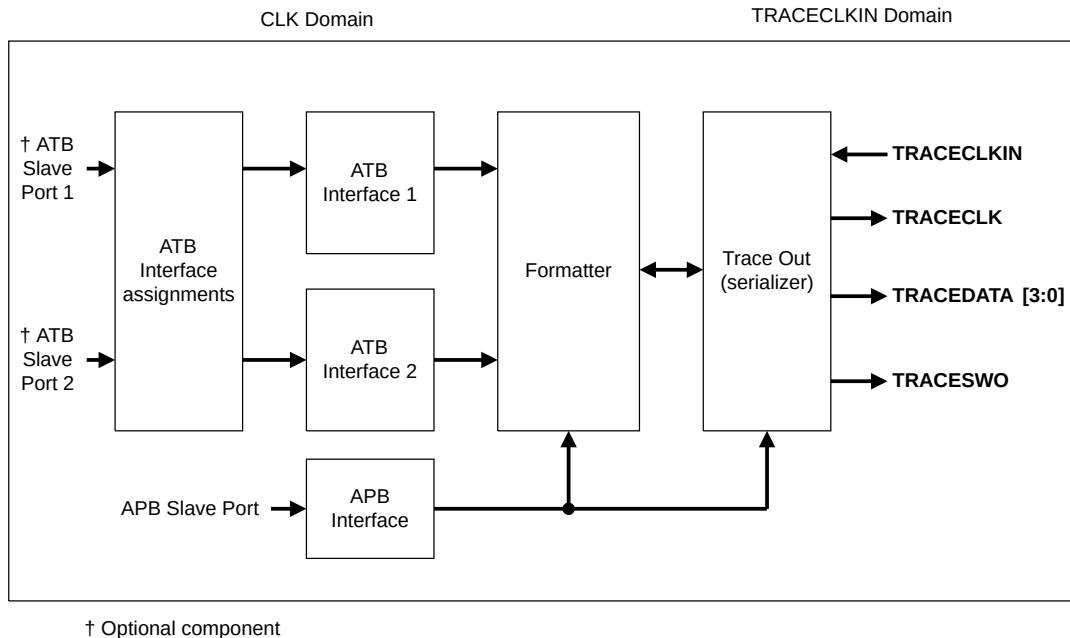 CLK Domain
TRACECLKIN Domain
† ATB
Slave
Port 1
ATB
Interface
assignments
† ATB
Slave
Port 2
ATB
Interface 1
ATB
Interface 2
Formatter
Trace Out
(serializer)
TRACECLKIN
TRACECLK
TRACEDATA [3:0]
TRACESWO
APB Slave Port
APB
Interface
† Optional component